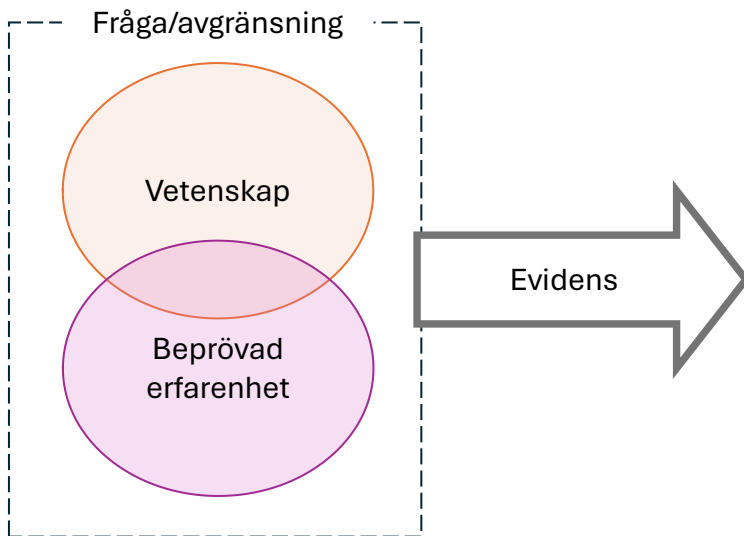 Fråga/avgränsning
Vetenskap
Beprövad
erfarenhet
Evidens